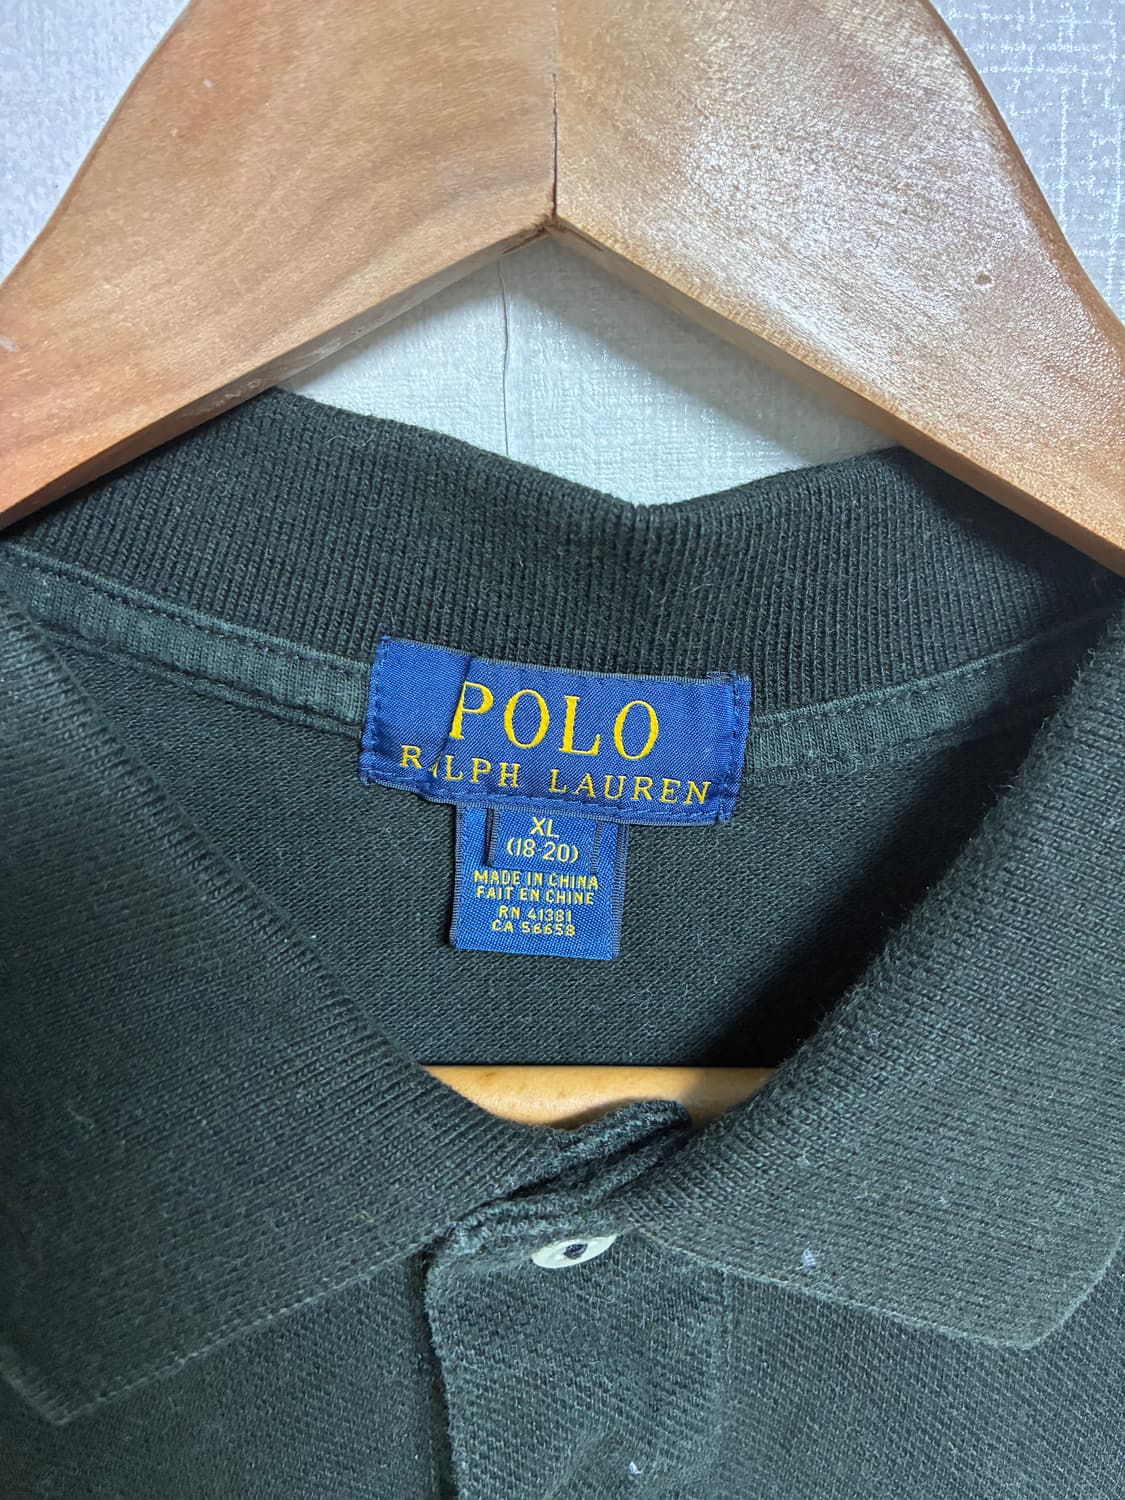 POLO
RALPH LAUREN
XL
(18-20)
MADE IN CHINA
FAIT EN CHINE
RN 41381
CA 56658